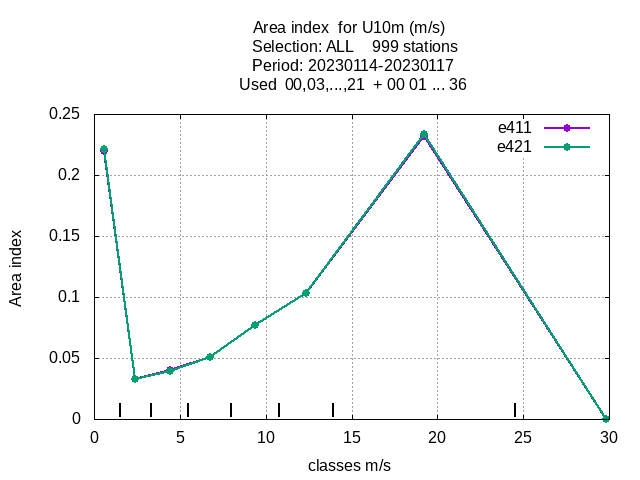 Area index  for U10m (m/s)
Selection: ALL    999 stations
Period: 20230114-20230117
Used  00,03,...,21  + 00 01 ... 36
0.25
e411
e421
0.2
0.15
Area index
0.1
0.05
0
0 5 10 15 20 25 30
classes m/s